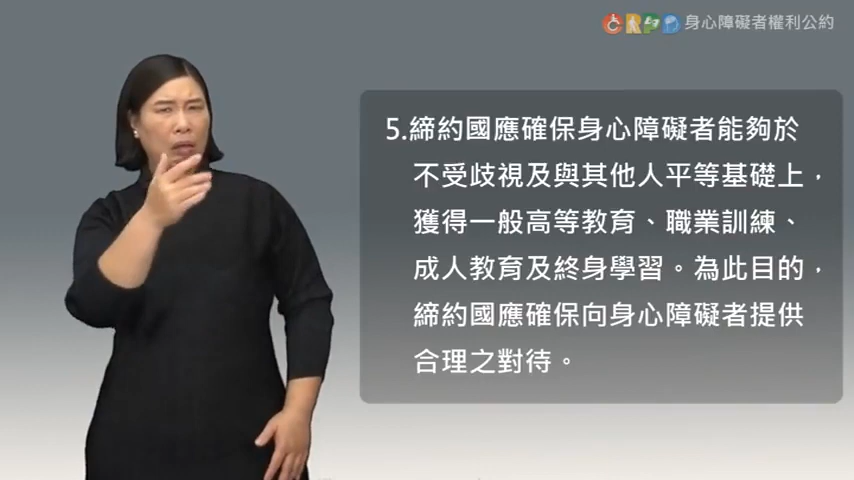 CRPD 身心障礙者權利公約
5.締約國應確保身心障礙者能夠於
不受歧視及與其他人平等基礎上，
獲得一般高等教育、職業訓練、
成人教育及終身學習。為此目的，
締約國應確保向身心障礙者提供
合理之對待。